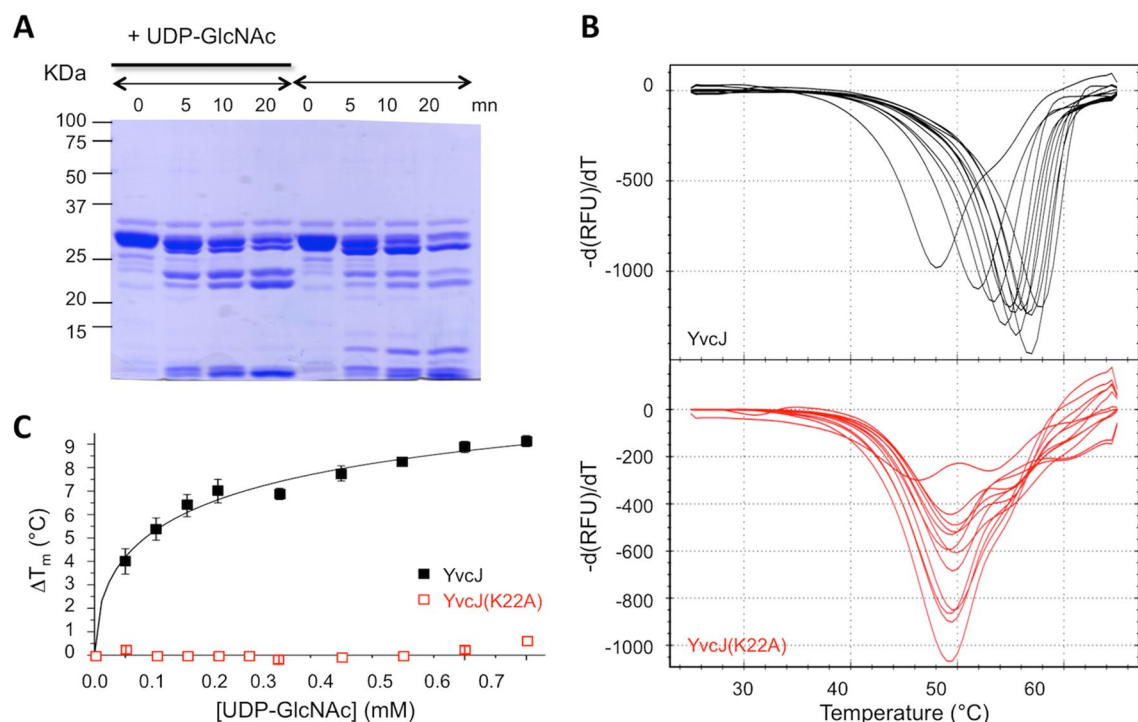 A
+ UDP-GlcNAc
KDa
0 5 10 20 0 5 10 20 mn
100
75
50
37
25
20
15
B
0
-500
-1000
-d(RFU)/dT
YvcJ
0
-200
-400
-600
-800
-1000
-d(RFU)/dT
YvcJ(K22A)
30 40 50 60
Temperature (°C)
C
9
8
7
6
5
4
3
2
1
0
ΔTm (°C)
YvcJ
YvcJ(K22A)
0.0 0.1 0.2 0.3 0.4 0.5 0.6 0.7
[UDP-GlcNAc] (mM)